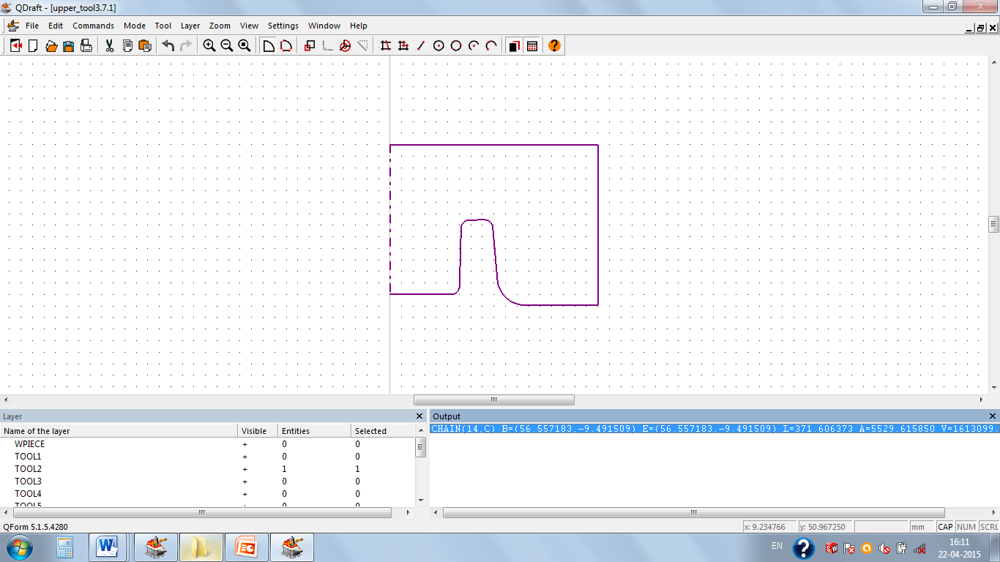 QDraft - [upper_tool3.7.1]
File Edit Commands Mode Tool Layer Zoom View Settings Window Help
Layer
Name of the layer Visible Entities Selected
WPIECE + 0 0
TOOL1 + 0 0
TOOL2 + 1 1
TOOL3 + 0 0
TOOL4 + 0 0
TOOL5 + 0 0
Output
CHAIN(14,C) B=(56.557183,-9.491509) E=(56.557183,-9.491509) L=371.606373 A=5529.615850 V=1613099.
QForm 5.1.5.4280
x: 9.234766 y: 50.967250 mm CAP NUM SCRL
EN
16:11
22-04-2015